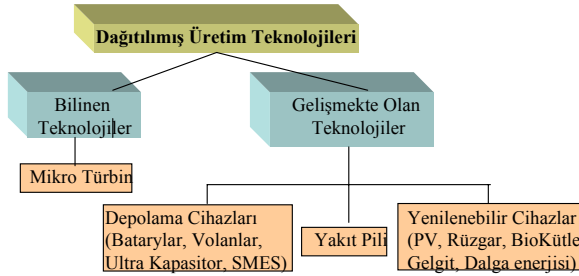 Dağıtılımış Üretim Teknolojileri
Bilinen
Teknolojiler
Gelişmekte Olan
Teknolojiler
Mikro Türbin
Depolama Cihazları
(Batarylar, Volanlar,
Ultra Kapasitor, SMES)
Yakıt Pili
Yenilenebilir Cihazlar
(PV, Rüzgar, BioKütle
Gelgit, Dalga enerjisi)